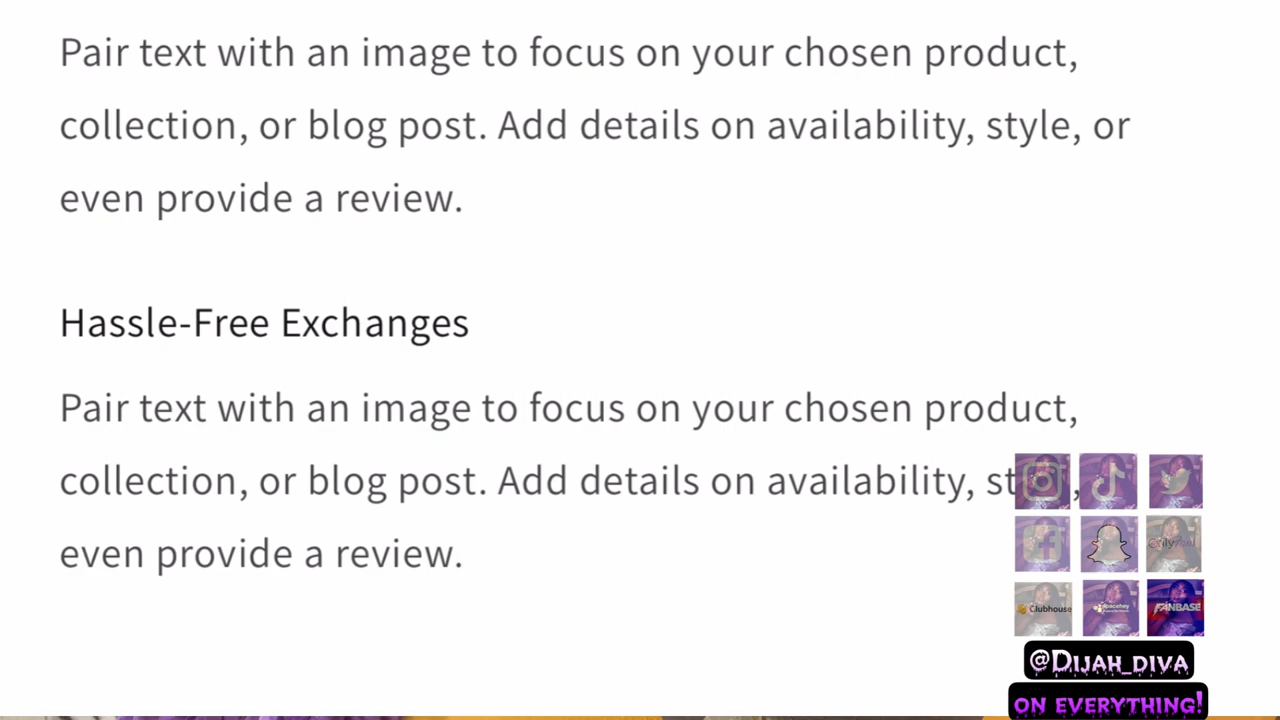 Pair text with an image to focus on your chosen product,
collection, or blog post. Add details on availability, style, or
even provide a review.
Hassle-Free Exchanges
Pair text with an image to focus on your chosen product,
collection, or blog post. Add details on availability,
even provide a review.
Clubhouse
spacehey
FANBASE
@DIJAH_DIVA
ON EVERYTHING!